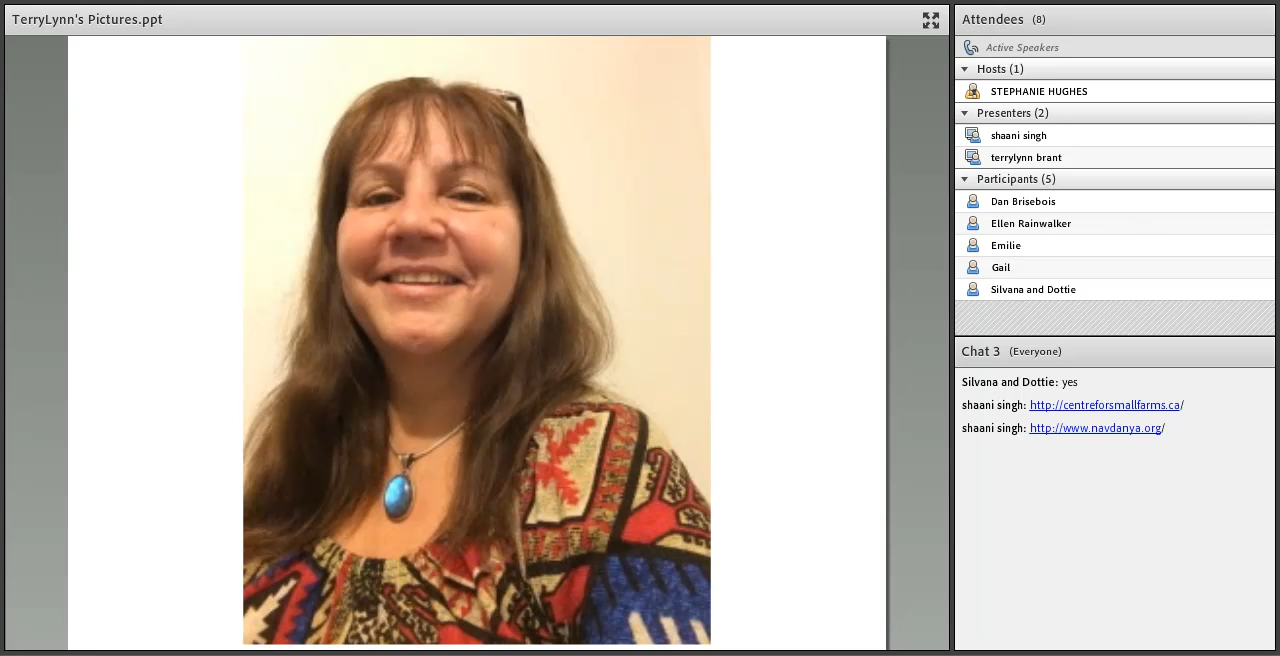 TerryLynn's Pictures.ppt
Attendees (8)
Active Speakers
Hosts (1)
STEPHANIE HUGHES
Presenters (2)
shaani singh
terrylynn brant
Participants (5)
Dan Brisebois
Ellen Rainwalker
Emilie
Gail
Silvana and Dottie
Chat 3 (Everyone)
Silvana and Dottie: yes
shaani singh: http://centreforsmallfarms.ca/
shaani singh: http://www.navdanya.org/